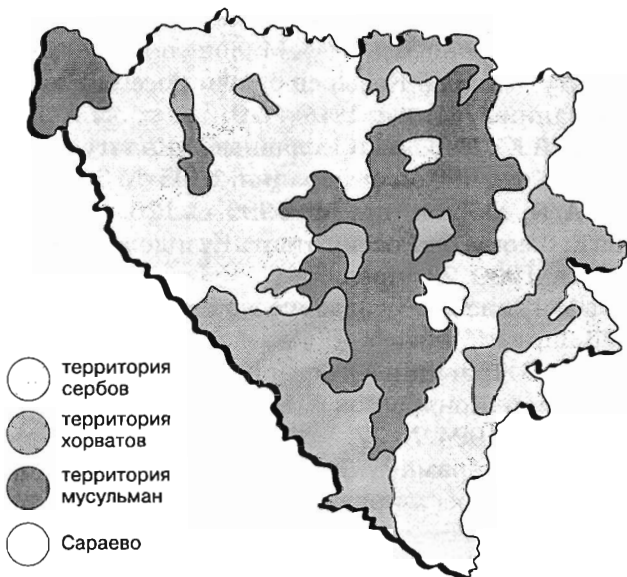 территория
сербов
территория
хорватов
территория
мусульман
Сараево